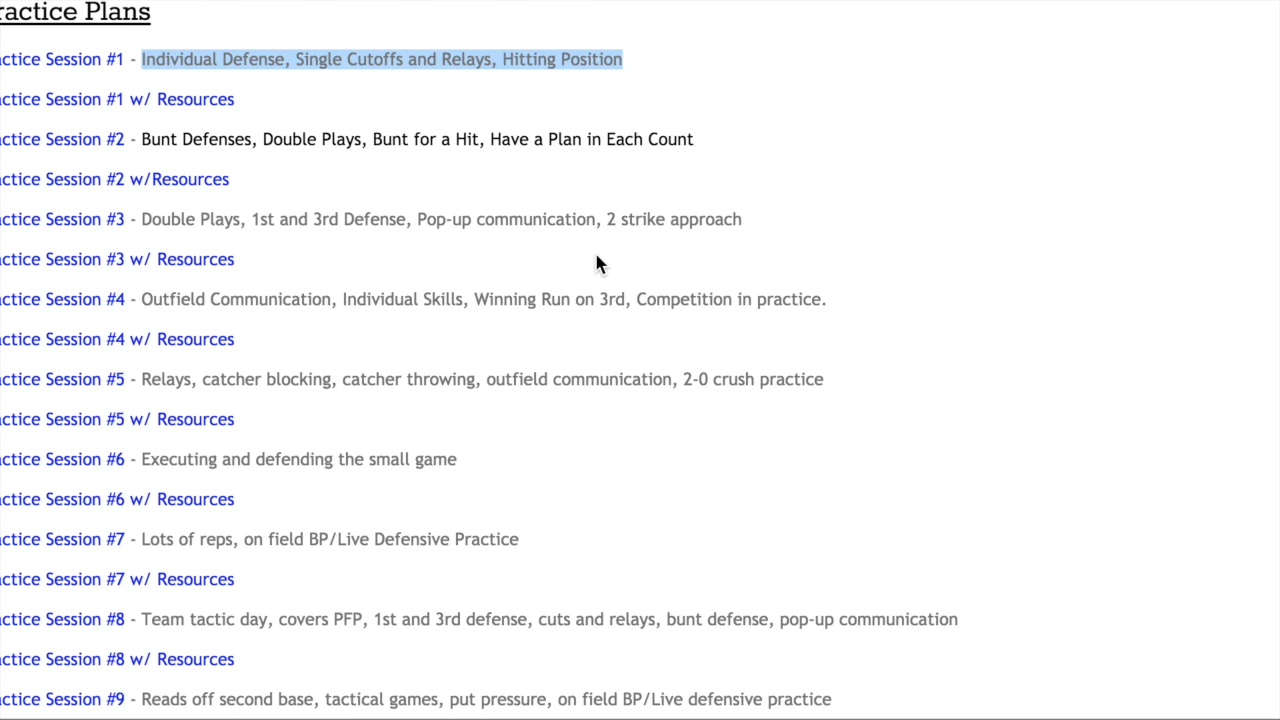 ractice Plans
actice Session #1 - Individual Defense, Single Cutoffs and Relays, Hitting Position
actice Session #1 w/ Resources
actice Session #2 - Bunt Defenses, Double Plays, Bunt for a Hit, Have a Plan in Each Count
actice Session #2 w/Resources
actice Session #3 - Double Plays, 1st and 3rd Defense, Pop-up communication, 2 strike approach
actice Session #3 w/ Resources
actice Session #4 - Outfield Communication, Individual Skills, Winning Run on 3rd, Competition in practice.
actice Session #4 w/ Resources
actice Session #5 - Relays, catcher blocking, catcher throwing, outfield communication, 2-0 crush practice
actice Session #5 w/ Resources
actice Session #6 - Executing and defending the small game
actice Session #6 w/ Resources
actice Session #7 - Lots of reps, on field BP/Live Defensive Practice
actice Session #7 w/ Resources
actice Session #8 - Team tactic day, covers PFP, 1st and 3rd defense, cuts and relays, bunt defense, pop-up communication
actice Session #8 w/ Resources
actice Session #9 - Reads off second base, tactical games, put pressure, on field BP/Live defensive practice